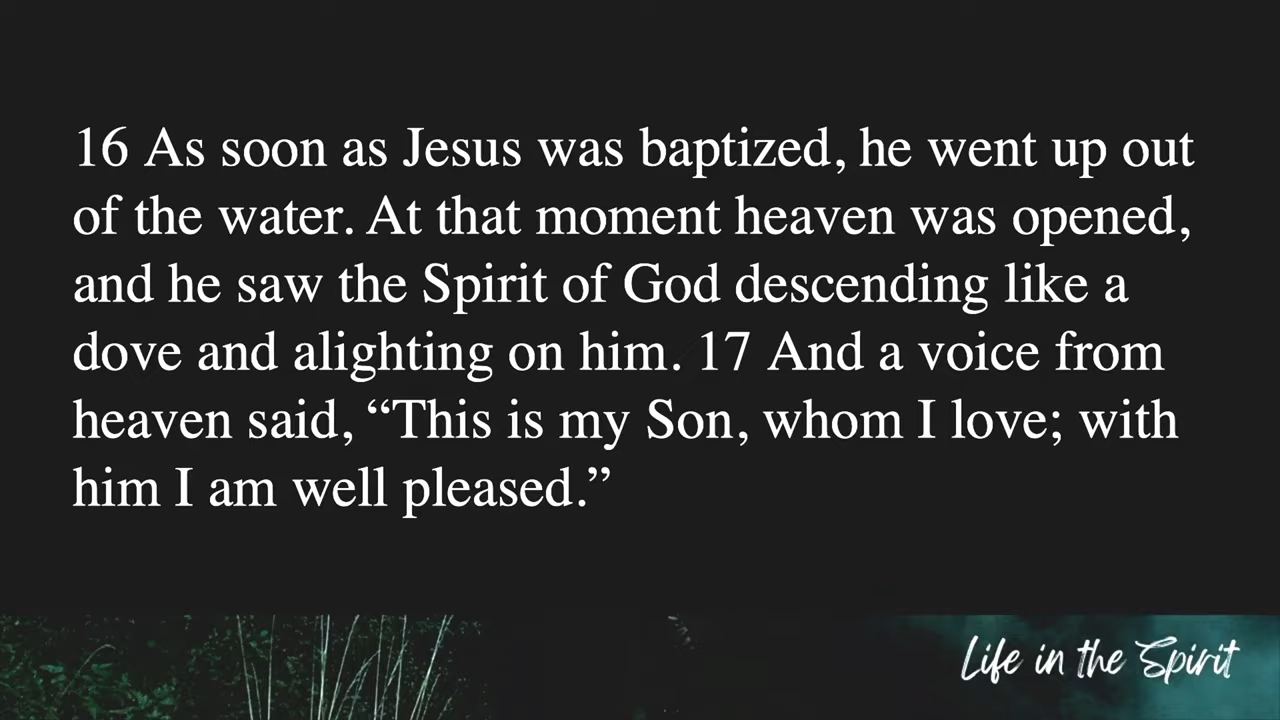 16 As soon as Jesus was baptized, he went up out
of the water. At that moment heaven was opened,
and he saw the Spirit of God descending like a
dove and alighting on him. 17 And a voice from
heaven said, “This is my Son, whom I love; with
him I am well pleased.”
Life in the Spirit